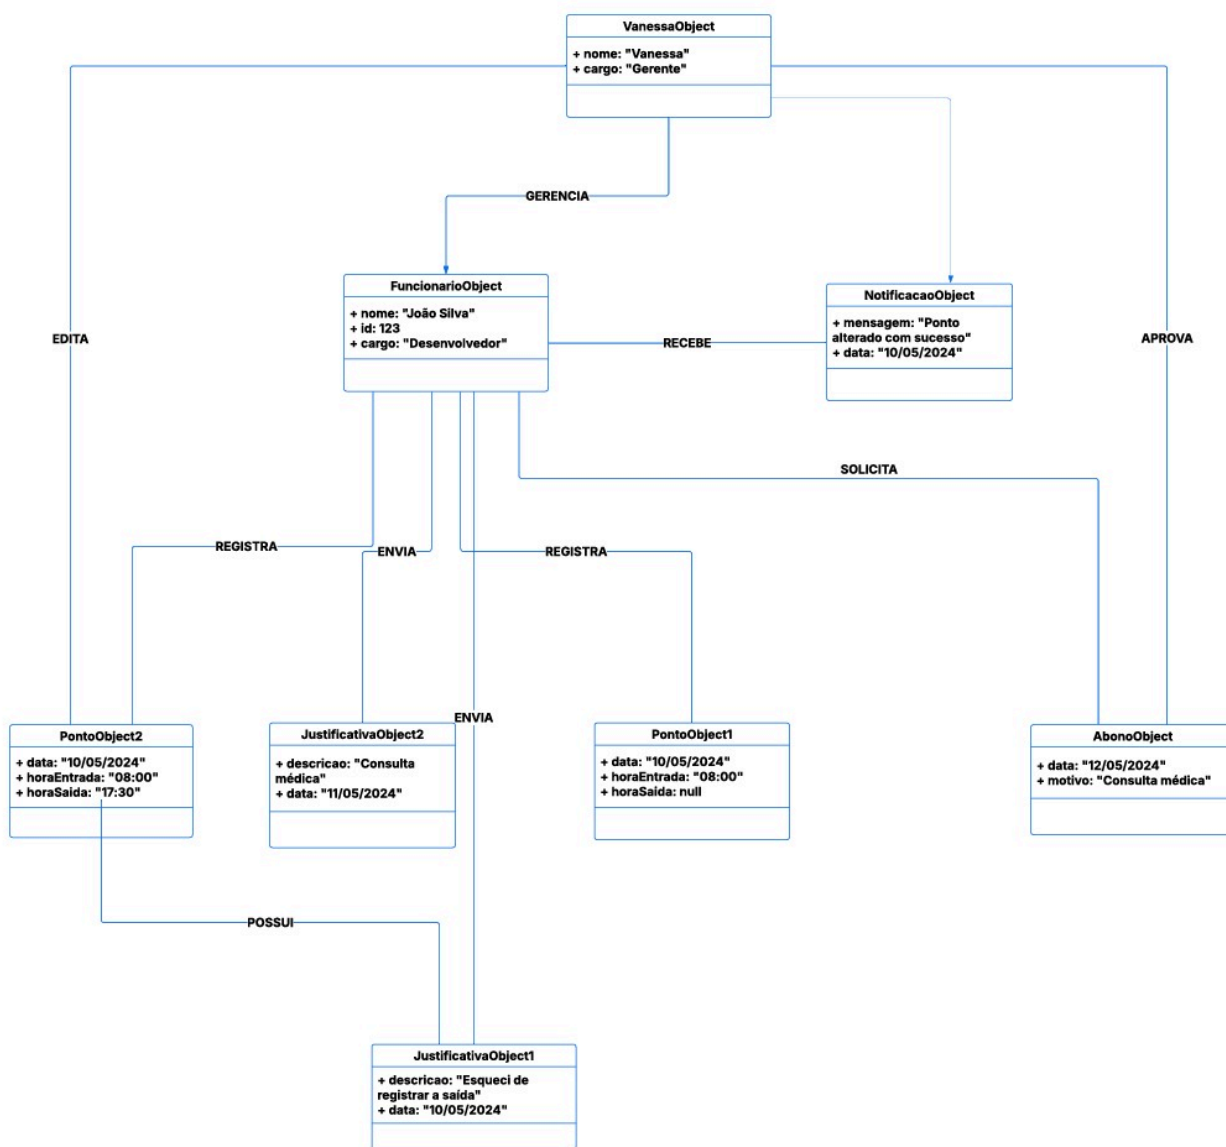 VanessaObject
+ nome: "Vanessa"
+ cargo: "Gerente"
GERENCIA
FuncionarioObject
+ nome: "João Silva"
+ id: 123
+ cargo: "Desenvolvedor"
NotificacaoObject
+ mensagem: "Ponto
alterado com sucesso"
+ data: "10/05/2024"
EDITA
RECEBE
APROVA
SOLICITA
REGISTRA
ENVIA
REGISTRA
ENVIA
PontoObject2
+ data: "10/05/2024"
+ horaEntrada: "08:00"
+ horaSaida: "17:30"
JustificativaObject2
+ descricao: "Consulta
médica"
+ data: "11/05/2024"
PontoObject1
+ data: "10/05/2024"
+ horaEntrada: "08:00"
+ horaSaida: null
AbonoObject
+ data: "12/05/2024"
+ motivo: "Consulta médica"
POSSUI
JustificativaObject1
+ descricao: "Esqueci de
registrar a saída"
+ data: "10/05/2024"